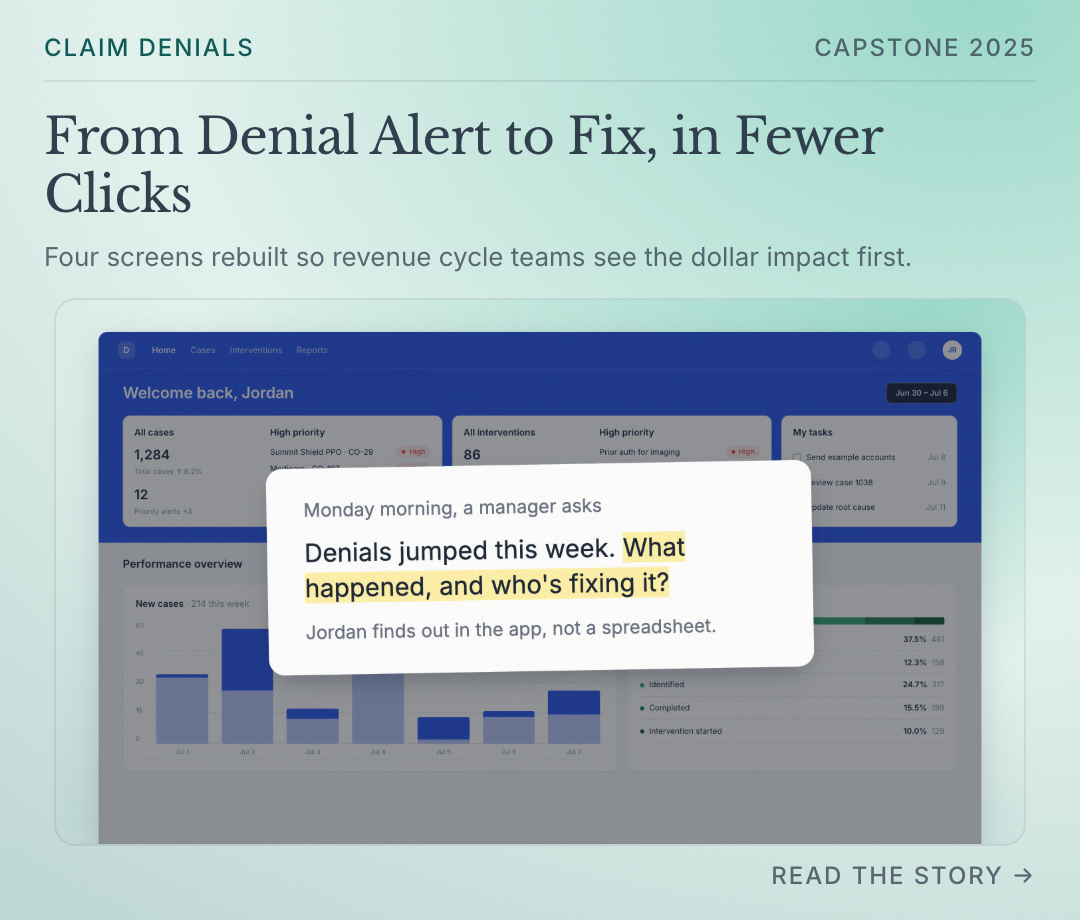 CLAIM DENIALS
CAPSTONE 2025
From Denial Alert to Fix, in Fewer
Clicks
Four screens rebuilt so revenue cycle teams see the dollar impact first.
D
Home
Cases
Interventions
Reports
JR
Welcome back, Jordan
Jun 30 – Jul 6
All cases
1,284
Total cases ↑ 8.2%
12
Priority alerts +3
High priority
Summit Shield PPO · CO-29
High
All interventions
86
High priority
Prior auth for imaging
High
My tasks
Send example accounts
Jul 8
eview case 1038
Jul 9
pdate root cause
Jul 11
Monday morning, a manager asks
Denials jumped this week. What
happened, and who's fixing it?
Jordan finds out in the app, not a spreadsheet.
Performance overview
New cases · 214 this week
60
45
30
15
0
Jul 1
Jul 2
Jul 3
Jul 4
Jul 5
Jul 6
Jul 7
37.5% 481
12.3% 158
Identified
24.7% 317
Completed
15.5% 199
Intervention started
10.0% 129
READ THE STORY →